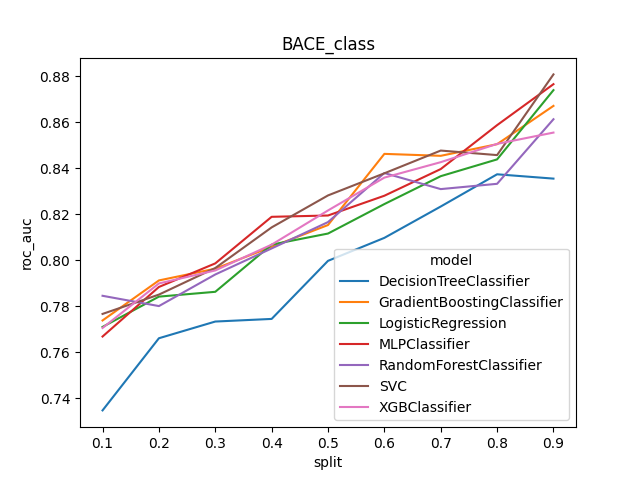 BACE_class
roc_auc
0.88
0.86
0.84
0.82
0.80
0.78
0.76
0.74
model
DecisionTreeClassifier
GradientBoostingClassifier
LogisticRegression
MLPClassifier
RandomForestClassifier
SVC
XGBClassifier
0.1 0.2 0.3 0.4 0.5 0.6 0.7 0.8 0.9
split